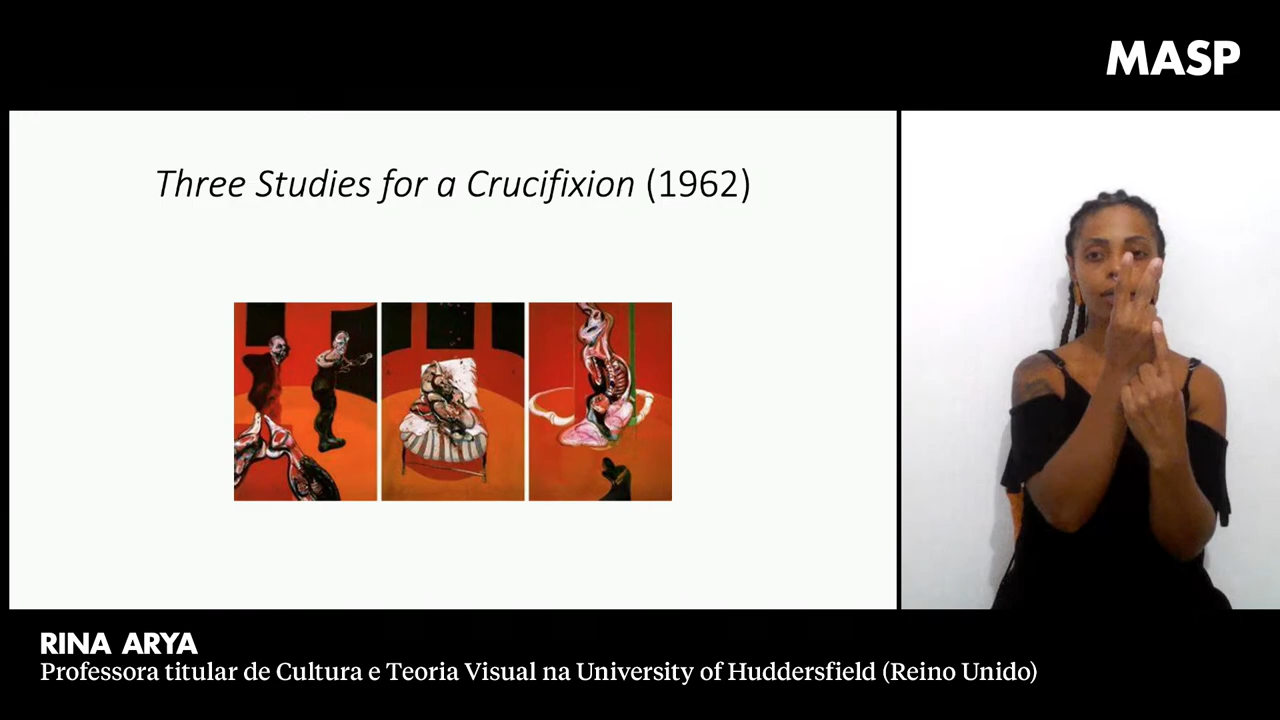 MASP
Three Studies for a Crucifixion (1962)
RINA ARYA
Professora titular de Cultura e Teoria Visual na University of Huddersfield (Reino Unido)